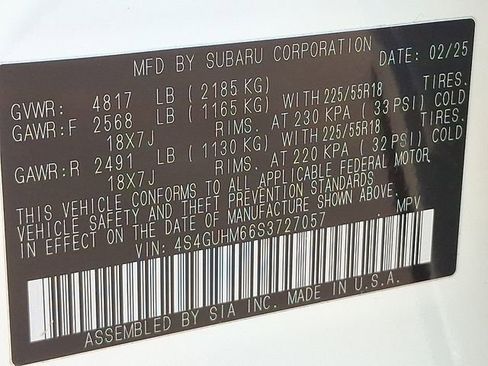 MFD BY SUBARU CORPORATION DATE: 02/25
GVWR: 4817 LB (2185 KG)
GAWR:F 2568 LB (1165 KG) WITH 225/55R18 TIRES.
18X7J RIMS. AT 230 KPA (33 PSI) COLD
GAWR:R 2491 LB (1130 KG) WITH 225/55R18 TIRES.
18X7J RIMS. AT 220 KPA (32 PSI) COLD
THIS VEHICLE CONFORMS TO ALL APPLICABLE FEDERAL MOTOR
VEHICLE SAFETY AND THEFT PREVENTION STANDARDS
IN EFFECT ON THE DATE OF MANUFACTURE SHOWN ABOVE.
VIN: 4S4GUHM66S3727057 MPV
ASSEMBLED BY SIA INC. MADE IN U.S.A.